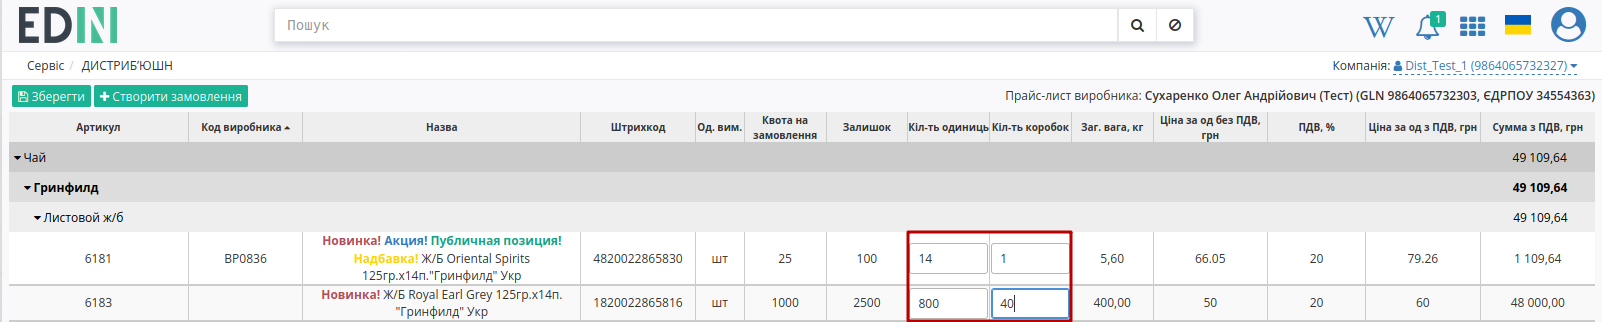 EDIN
Пошук
W
1
Сервіс / ДИСТРИБ'ЮШН
Компанія: Dist_Test_1 (9864065732327)
Зберегти
Створити замовлення
Прайс-лист виробника: Сухаренко Олег Андрійович (Тест) (GLN 9864065732303, ЄДРПОУ 34554363)
Артикул Код виробника Назва Штрихкод Од. вим. Квота на замовлення Залишок Кіл-ть одиниць Кіл-ть коробок Заг. вага, кг Ціна за од без ПДВ, грн ПДВ, % Ціна за од з ПДВ, грн Сумма з ПДВ, грн
Чай 49 109,64
Гринфилд 49 109,64
Листовой ж/б 49 109,64
6181 BP0836 Новинка! Акция! Публичная позиция! Надбавка! Ж/Б Oriental Spirits 125гр.х14п."Гринфилд" Укр 4820022865830 шт 25 100 14 1 5,60 66.05 20 79.26 1 109,64
6183 Новинка! Ж/Б Royal Earl Grey 125гр.х14п. "Гринфилд" Укр 1820022865816 шт 1000 2500 800 40 400,00 50 20 60 48 000,00